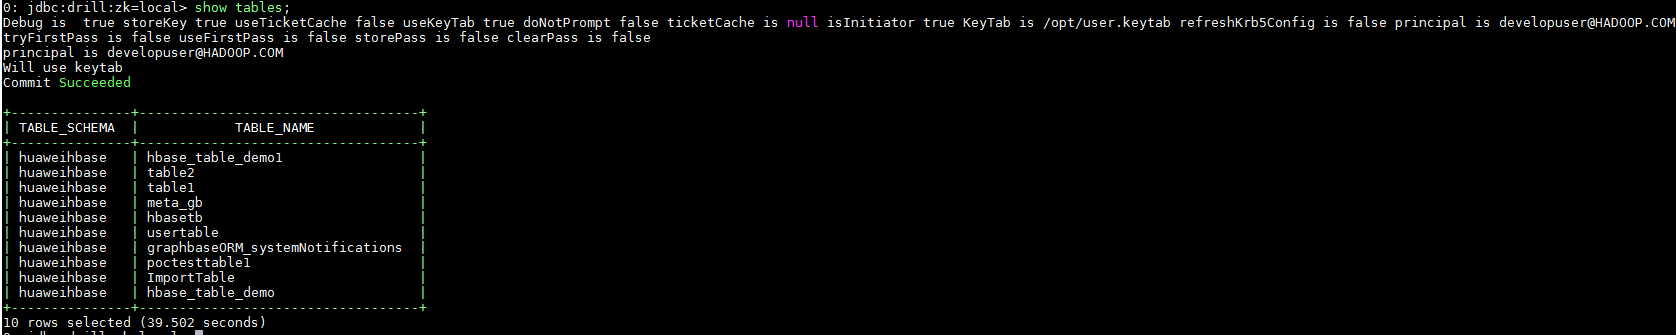 0: jdbc:drill:zk=local> show tables;
Debug is  true storeKey true useTicketCache false useKeyTab true doNotPrompt false ticketCache is null isInitiator true KeyTab is /opt/user.keytab refreshKrb5Config is false principal is developuser@HADOOP.COM
tryFirstPass is false useFirstPass is false storePass is false clearPass is false
principal is developuser@HADOOP.COM
Will use keytab
Commit Succeeded
+---------------+-----------------------------------+
| TABLE_SCHEMA  |            TABLE_NAME             |
+---------------+-----------------------------------+
| huaweihbase   | hbase_table_demo1                 |
| huaweihbase   | table2                            |
| huaweihbase   | table1                            |
| huaweihbase   | meta_gb                           |
| huaweihbase   | hbasetb                           |
| huaweihbase   | usertable                         |
| huaweihbase   | graphbaseORM_systemNotifications  |
| huaweihbase   | poctesttable1                     |
| huaweihbase   | ImportTable                       |
| huaweihbase   | hbase_table_demo                  |
+---------------+-----------------------------------+
10 rows selected (39.502 seconds)